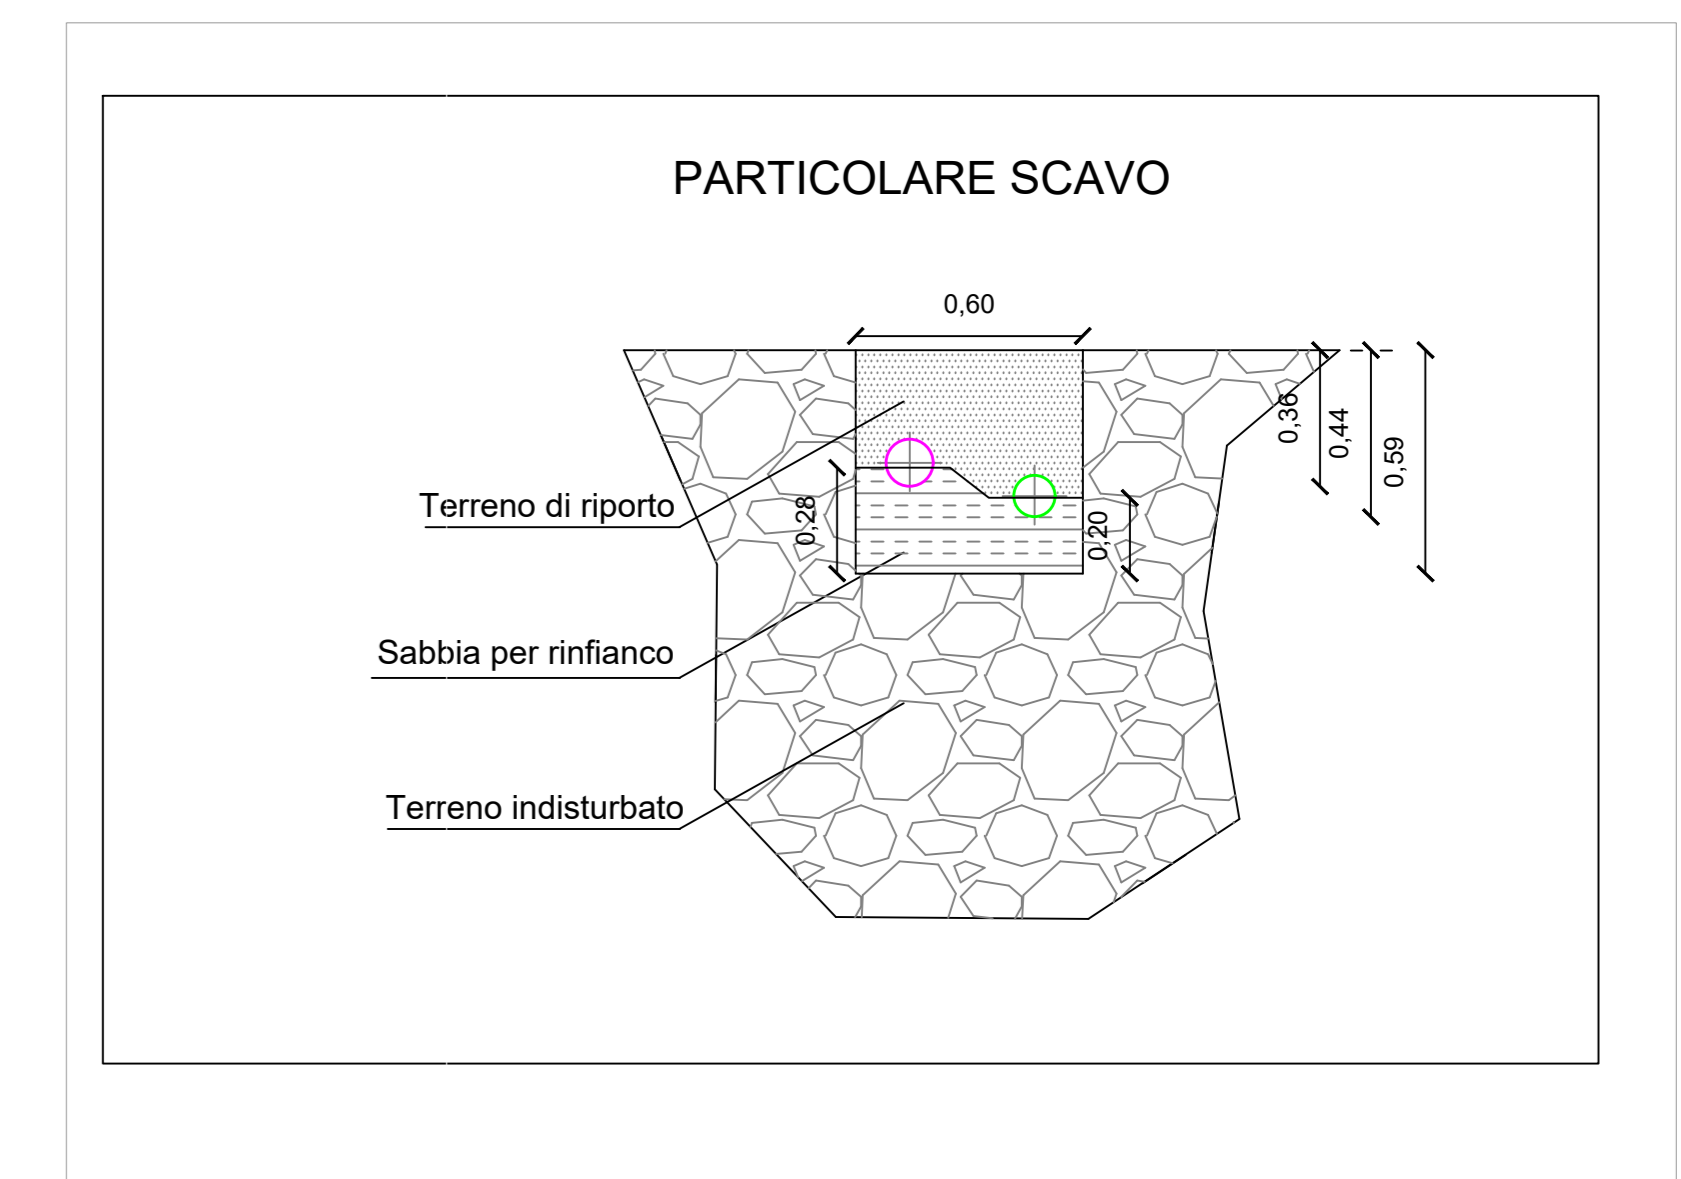 PARTICOLARE SCAVO
0,60
0,36
0,44
0,59
Terreno di riporto
0,28
0,20
Sabbia per rinfianco
Terreno indisturbato